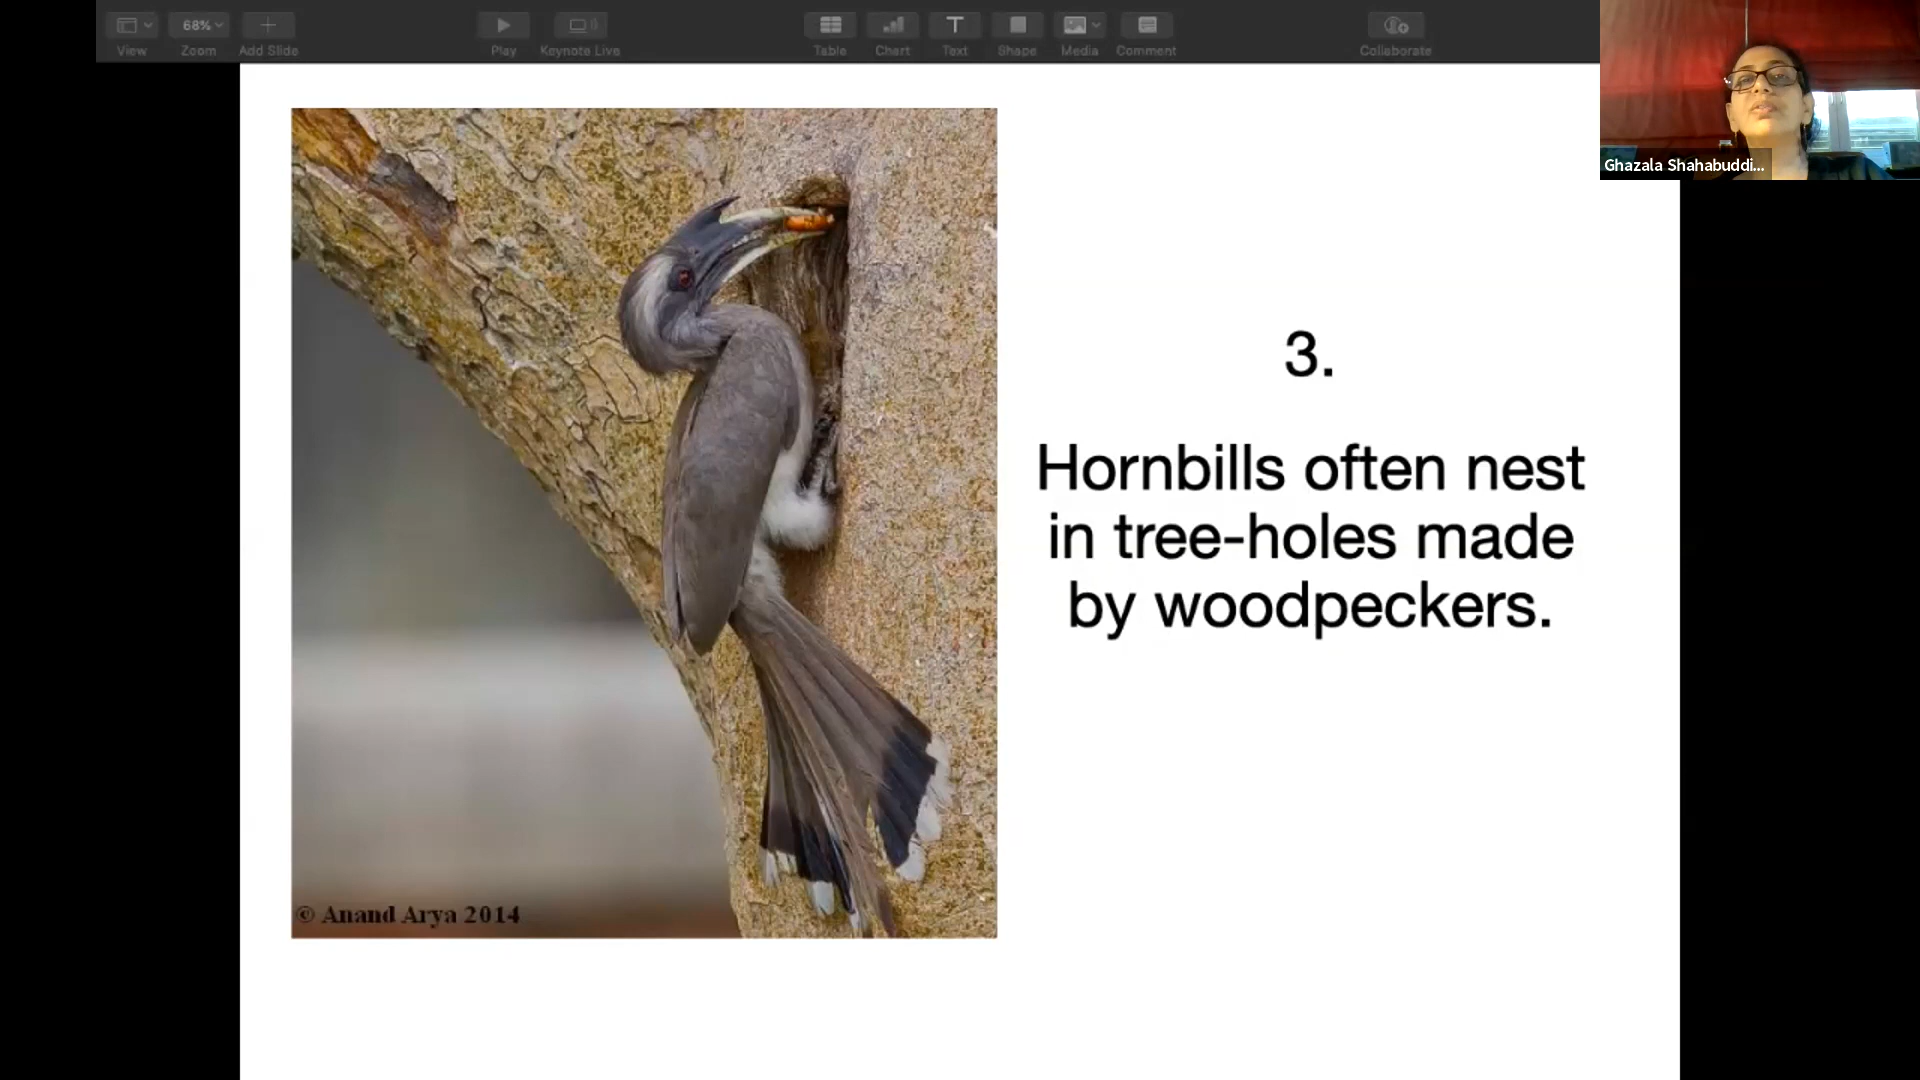 68%
View
Zoom
Add Slide
Play
Keynote Live
Table
Chart
Text
Shape
Media
Comment
Collaborate
Ghazala Shahabuddi...
3.
Hornbills often nest
in tree-holes made
by woodpeckers.
© Anand Arya 2014